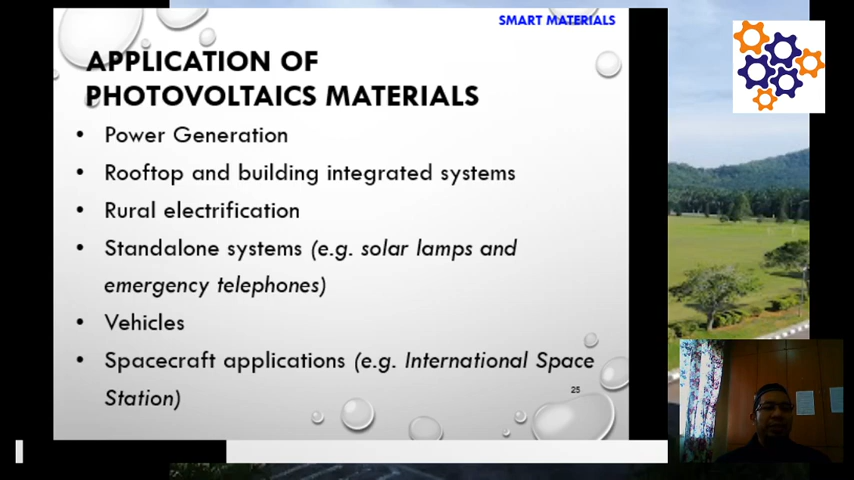 SMART MATERIALS
APPLICATION OF
PHOTOVOLTAICS MATERIALS
• Power Generation
• Rooftop and building integrated systems
• Rural electrification
• Standalone systems (e.g. solar lamps and
emergency telephones)
• Vehicles
• Spacecraft applications (e.g. International Space
Station)
25